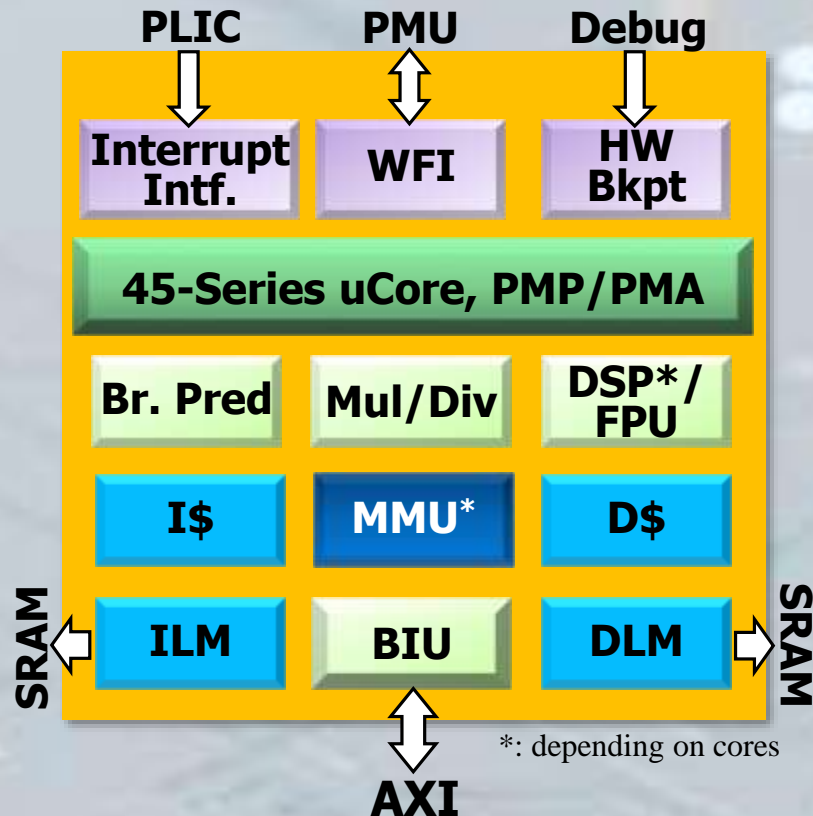 PLIC PMU Debug
Interrupt
Intf.
WFI
HW
Bkpt
45-Series uCore, PMP/PMA
Br. Pred
Mul/Div
DSP*/
FPU
I$
MMU*
D$
SRAM
ILM
BIU
DLM
SRAM
*: depending on cores
AXI